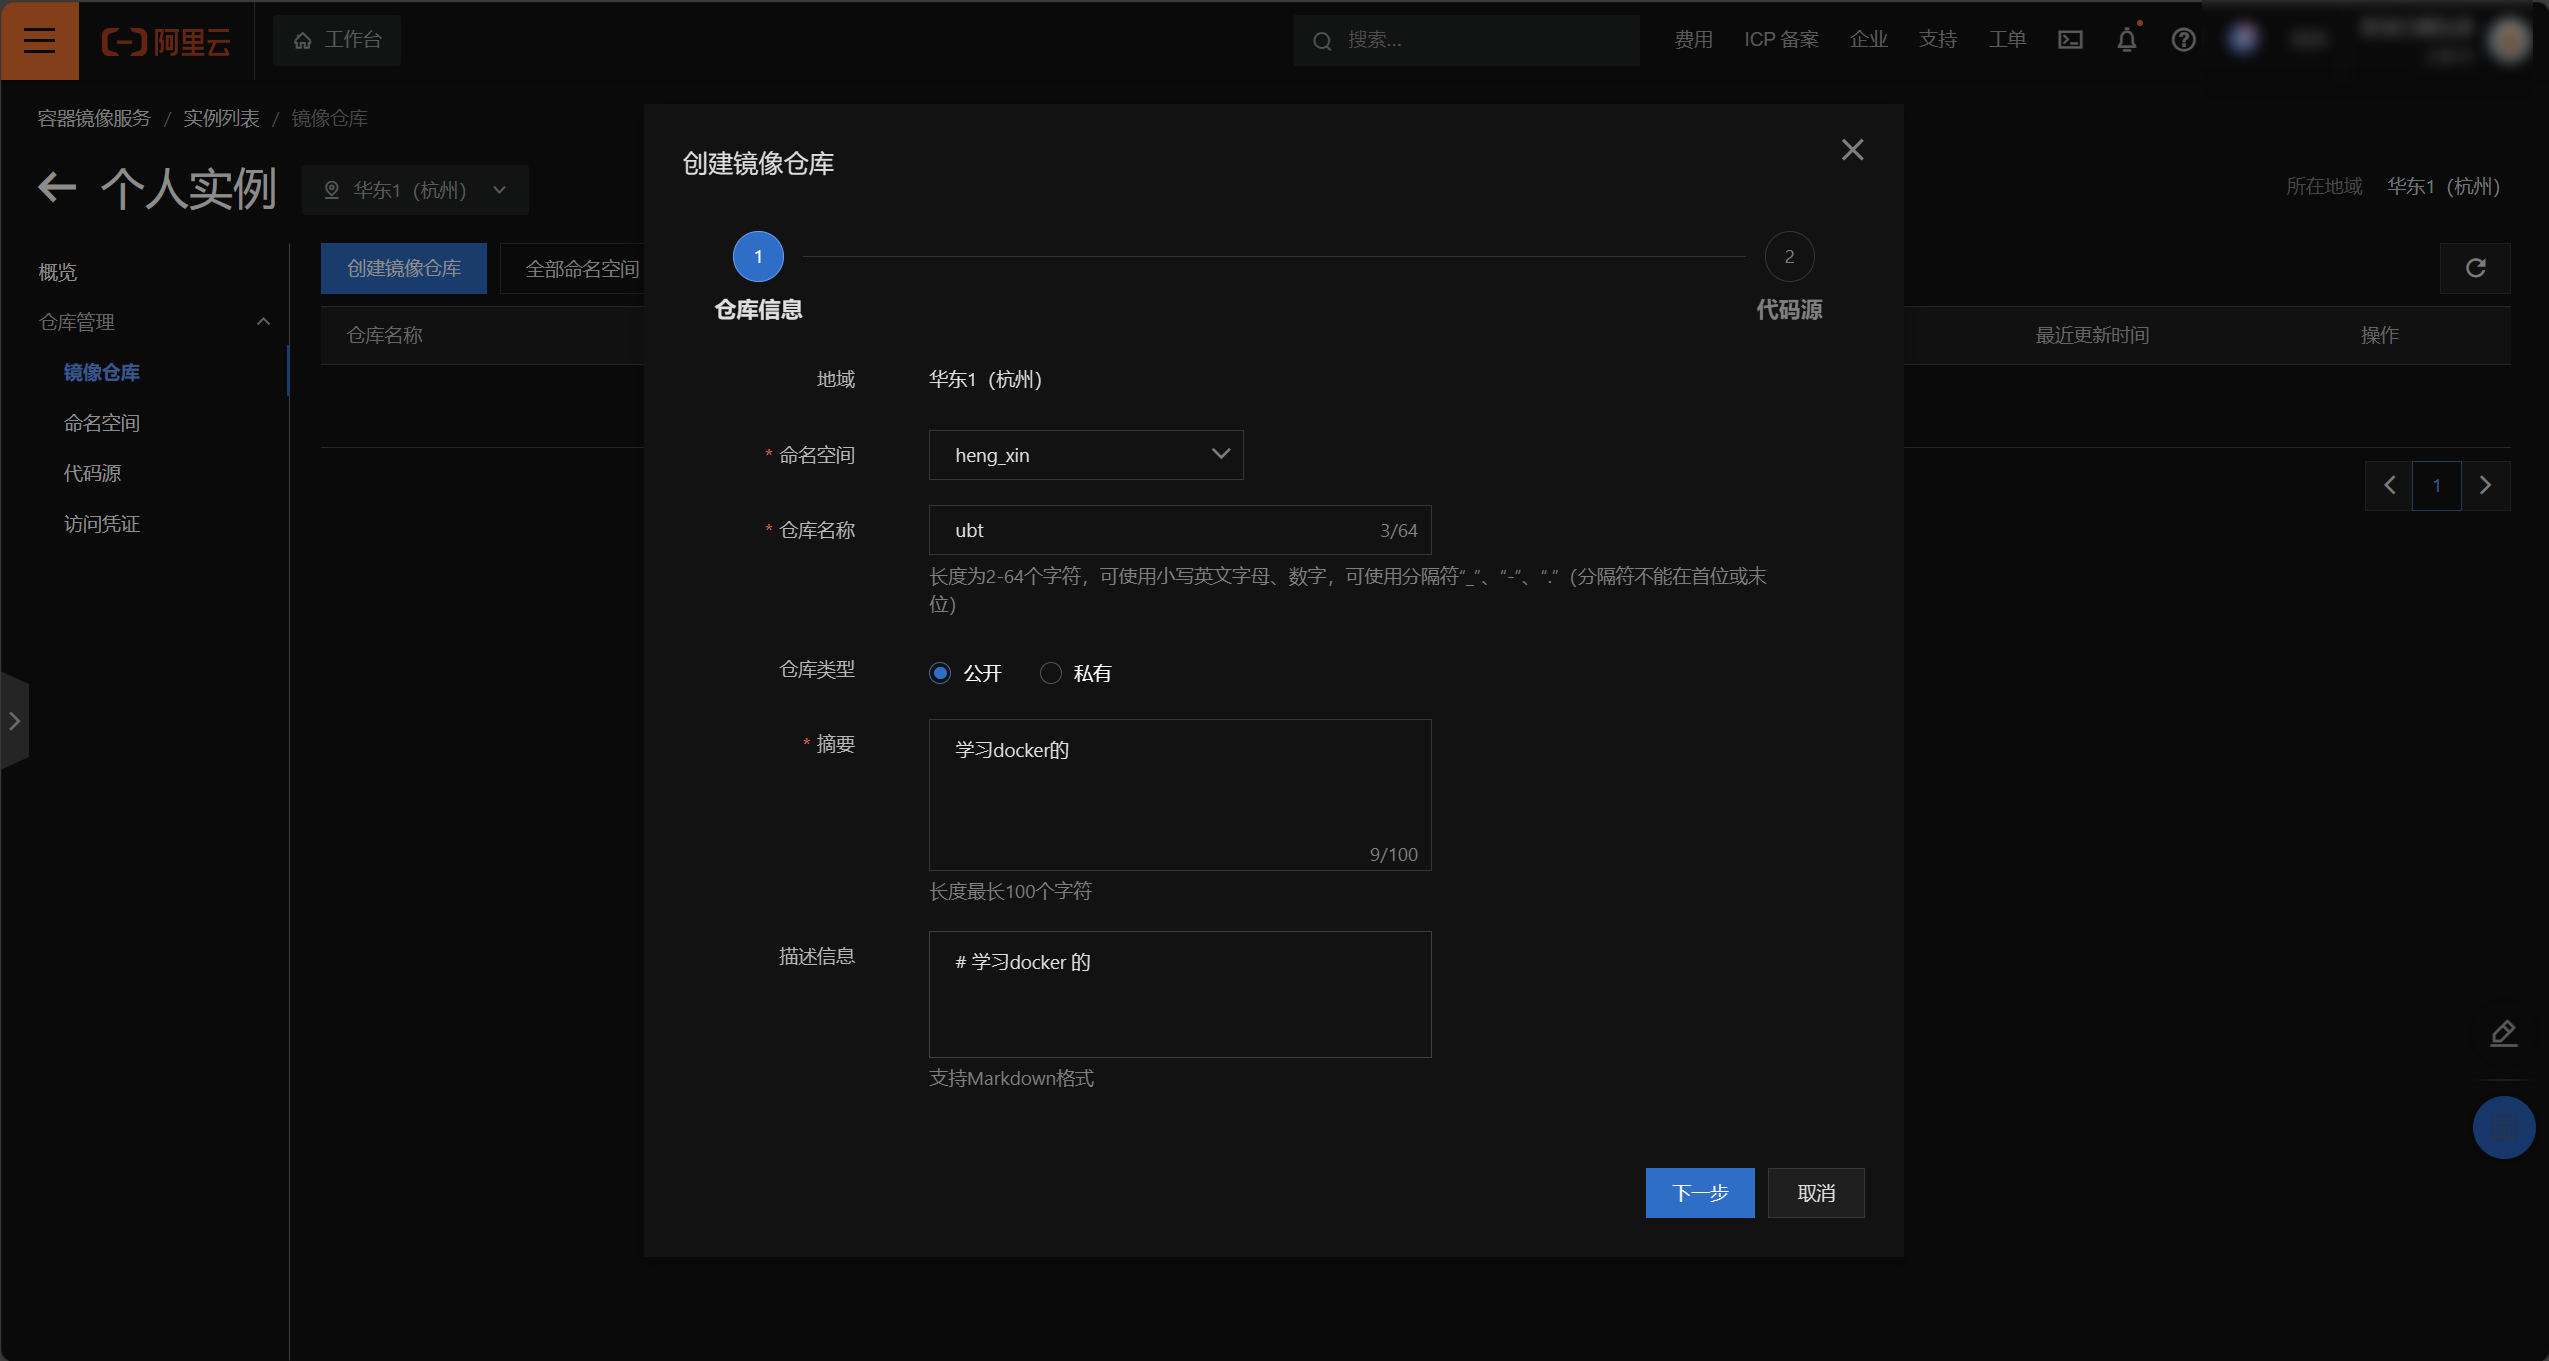 阿里云
工作台
搜索...
费用
ICP 备案
企业
支持
工单
容器镜像服务 / 实例列表 / 镜像仓库
个人实例
华东1（杭州）
所在地域
华东1（杭州）
概览
仓库管理
镜像仓库
命名空间
代码源
访问凭证
创建镜像仓库
全部命名空间
仓库名称
最近更新时间
操作
1
创建镜像仓库
1
2
仓库信息
代码源
地域
华东1（杭州）
* 命名空间
heng_xin
* 仓库名称
ubt
3/64
长度为2-64个字符，可使用小写英文字母、数字，可使用分隔符“_”、“-”、“.”（分隔符不能在首位或末
位）
仓库类型
公开
私有
* 摘要
学习docker的
9/100
长度最长100个字符
描述信息
# 学习docker 的
支持Markdown格式
下一步
取消